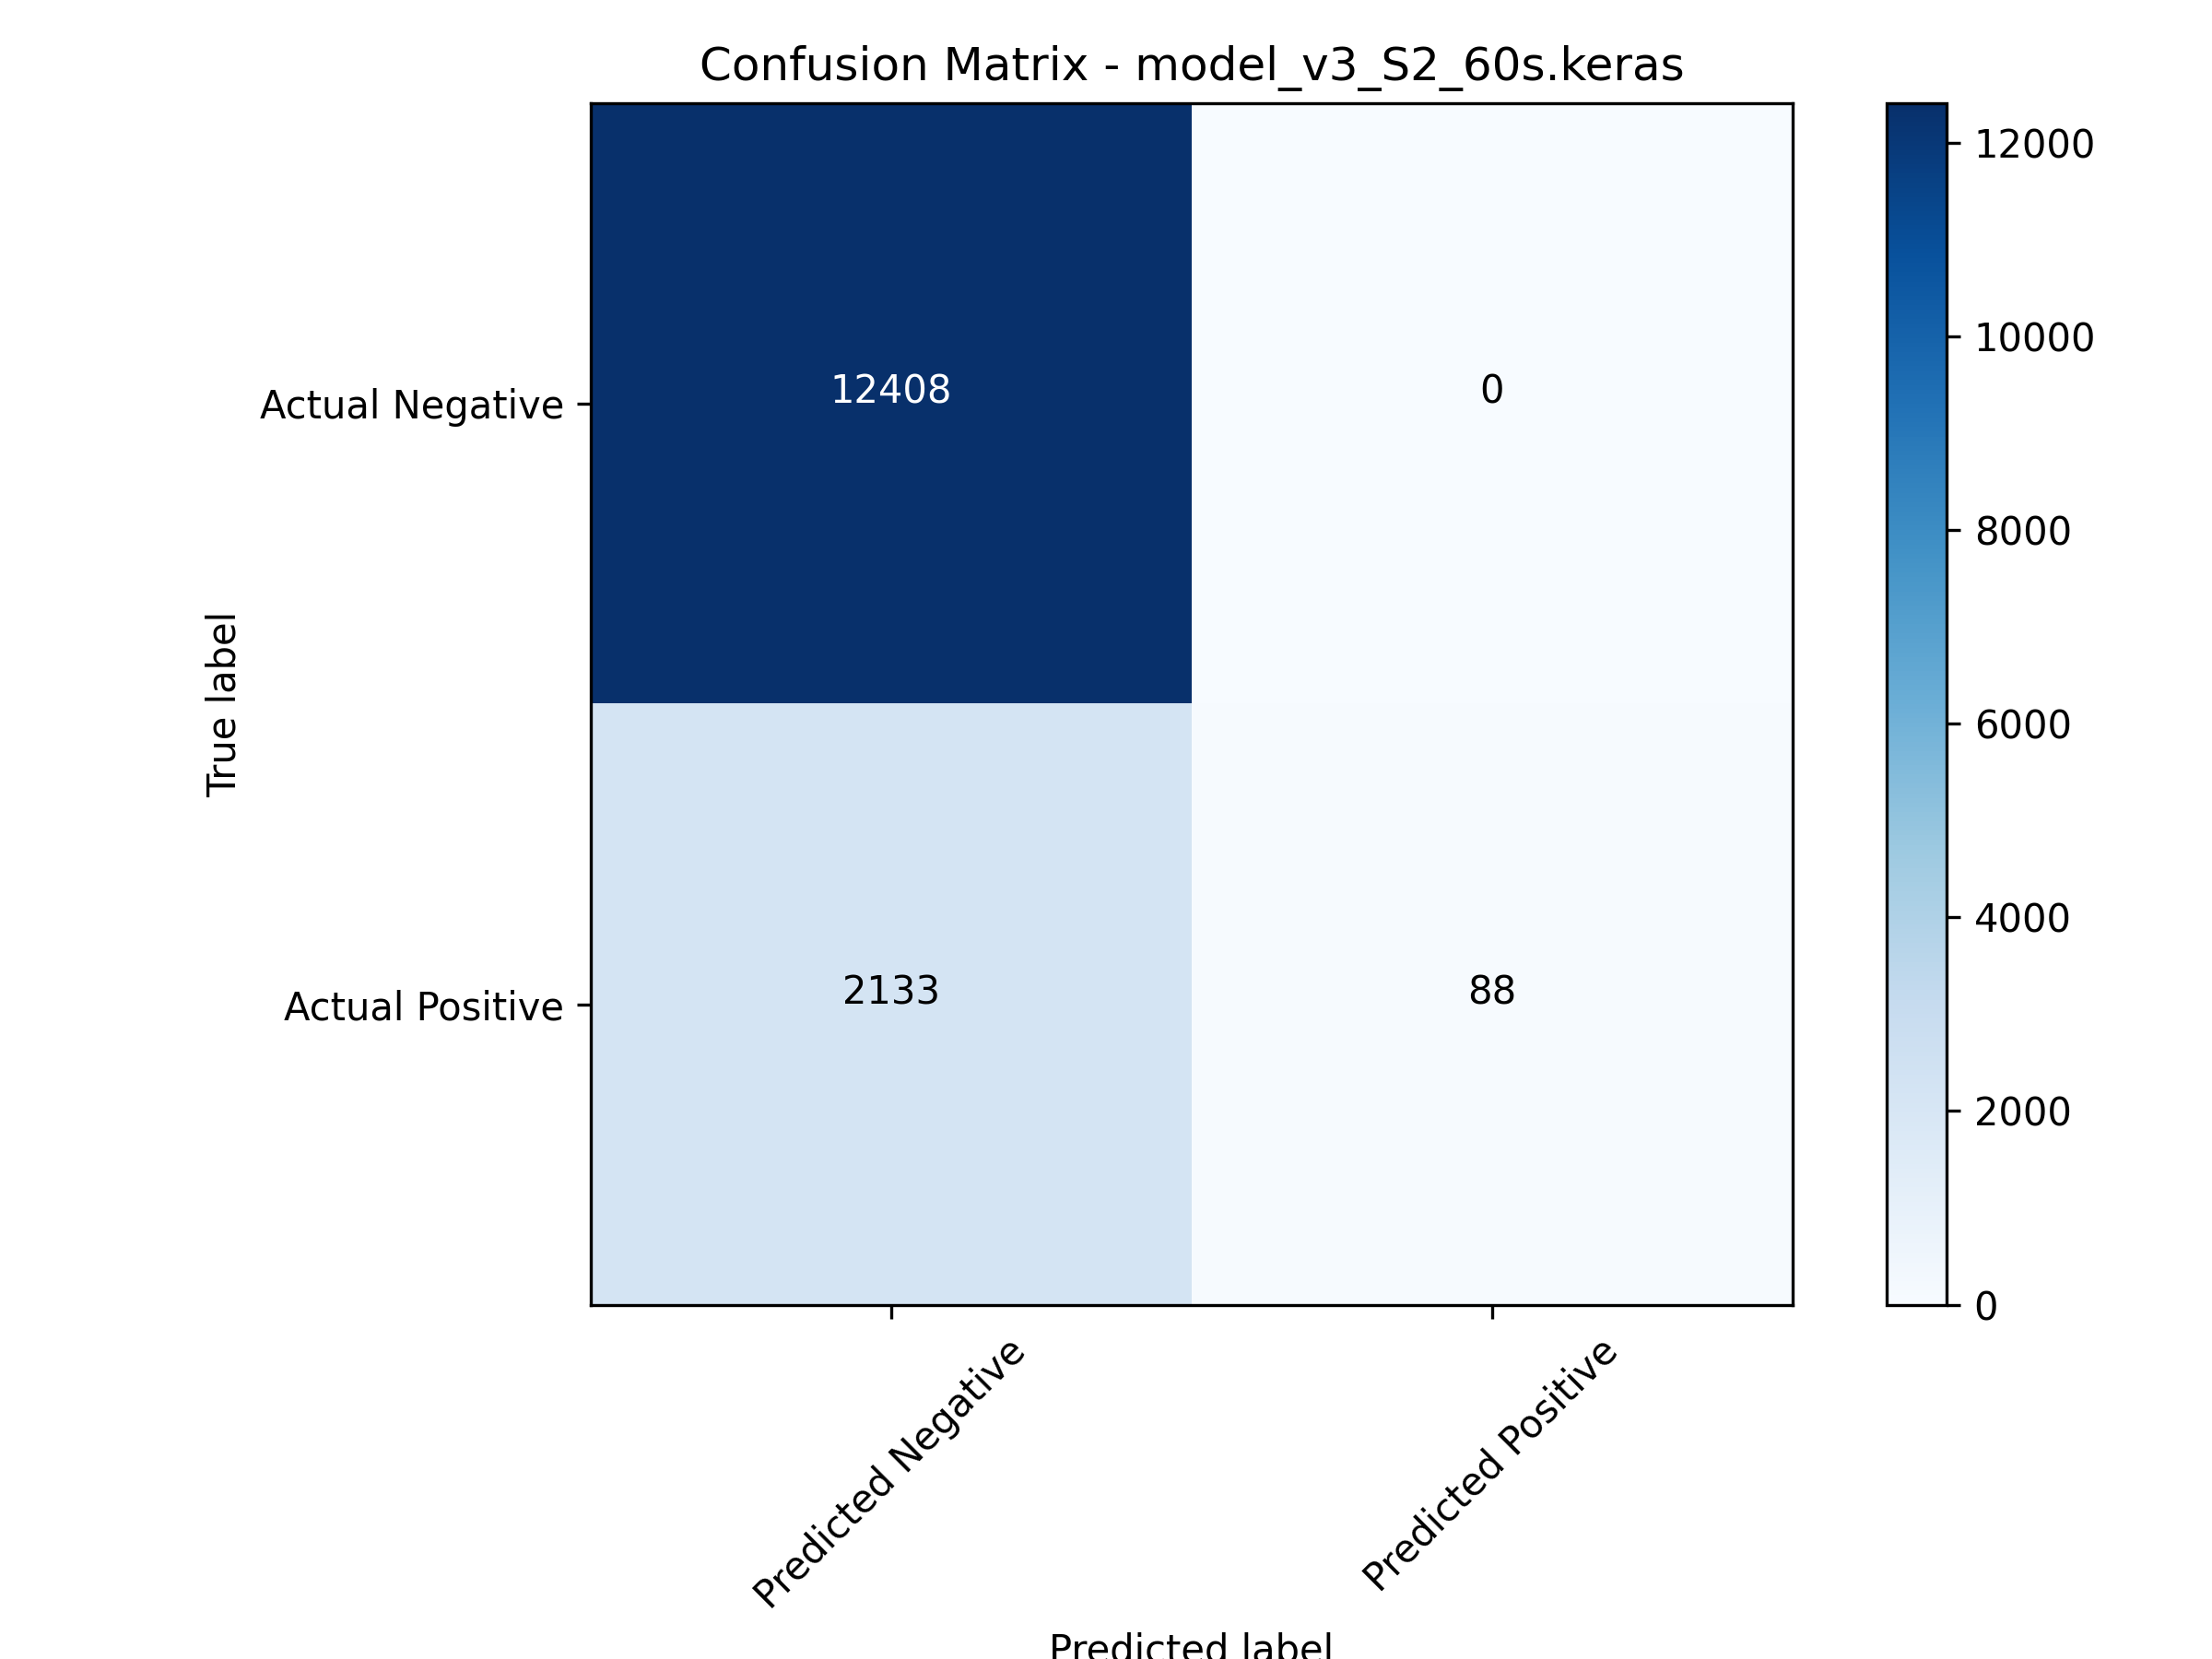 Confusion Matrix - model_v3_S2_60s.keras
12000
10000
8000
6000
4000
2000
0
True label
Actual Negative
12408
0
Actual Positive
2133
88
Predicted Negative
Predicted Positive
Predicted label